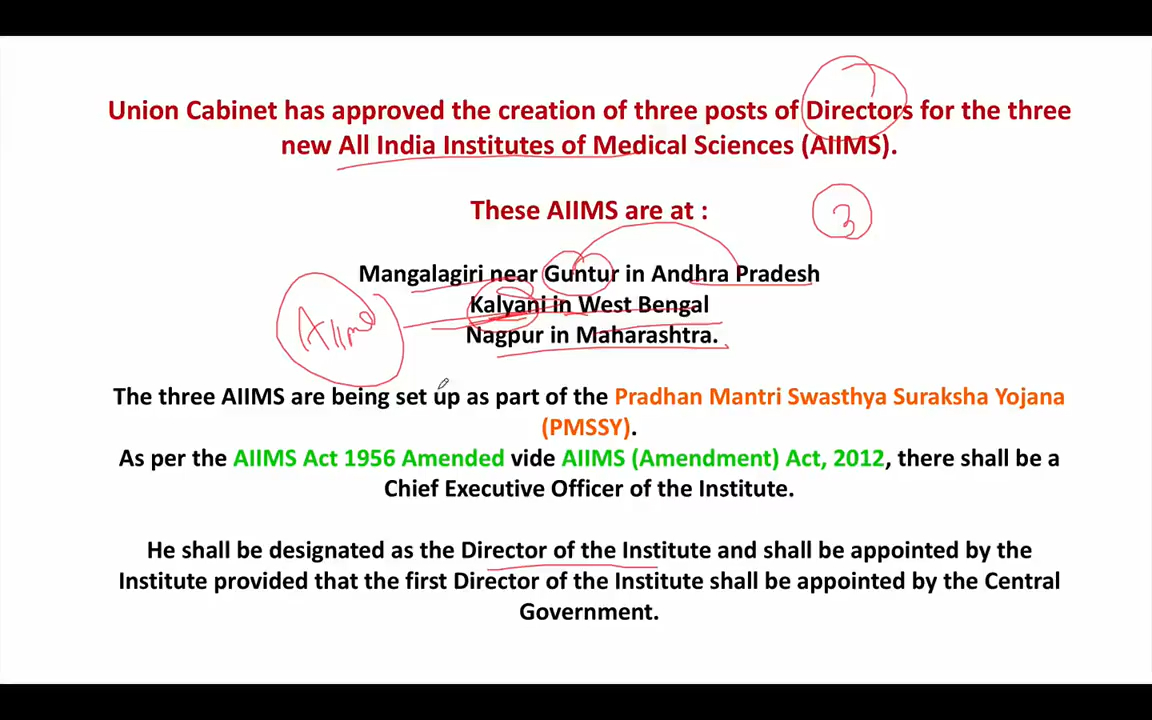 Union Cabinet has approved the creation of three posts of Directors for the three
new All India Institutes of Medical Sciences (AIIMS).
These AIIMS are at :
3
Mangalagiri near Guntur in Andhra Pradesh
Kalyani in West Bengal
AIIMS
Nagpur in Maharashtra.
The three AIIMS are being set up as part of the Pradhan Mantri Swasthya Suraksha Yojana
(PMSSY).
As per the AIIMS Act 1956 Amended vide AIIMS (Amendment) Act, 2012, there shall be a
Chief Executive Officer of the Institute.
He shall be designated as the Director of the Institute and shall be appointed by the
Institute provided that the first Director of the Institute shall be appointed by the Central
Government.